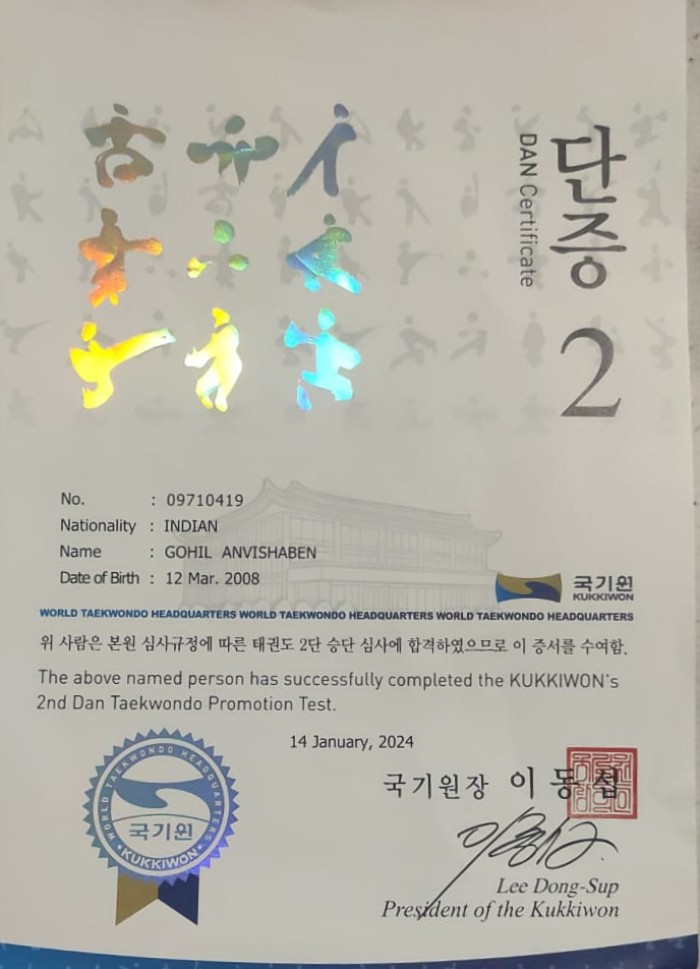 단증
DAN Certificate
2
No. : 09710419
Nationality : INDIAN
Name : GOHIL ANVISHABEN
Date of Birth : 12 Mar. 2008
국기원
KUKKIWON
WORLD TAEKWONDO HEADQUARTERS WORLD TAEKWONDO HEADQUARTERS WORLD TAEKWONDO HEADQUARTERS
위 사람은 본원 심사규정에 따른 태권도 2단 승단 심사에 합격하였으므로 이 증서를 수여함.
The above named person has successfully completed the KUKKIWON's
2nd Dan Taekwondo Promotion Test.
14 January, 2024
WORLD TAEKWONDO HEADQUARTERS
국기원
KUKKIWON
국기원장 이동섭
Lee Dong-Sup
President of the Kukkiwon